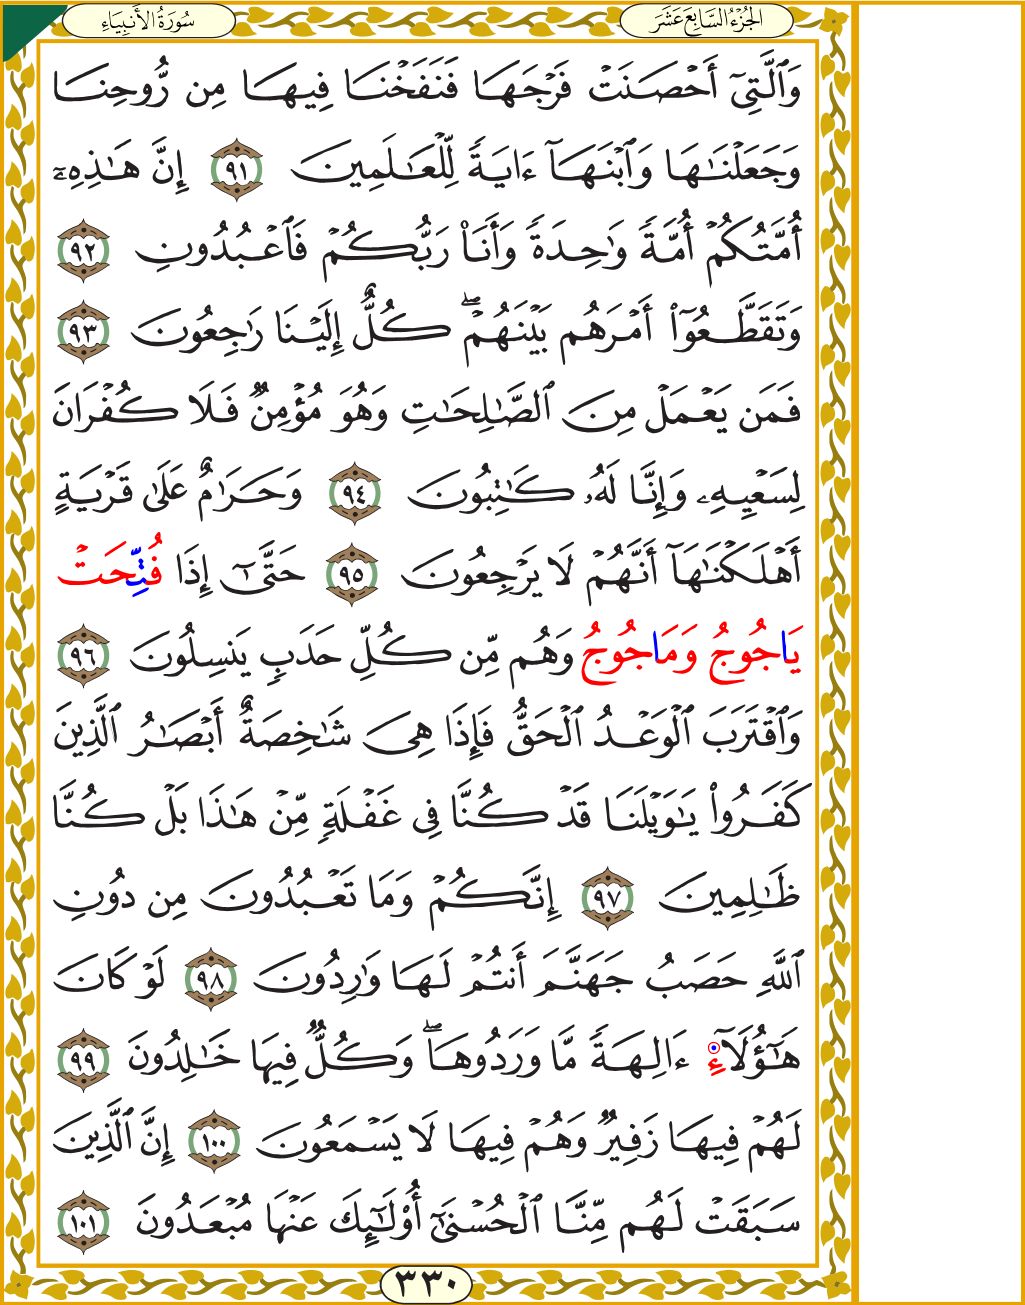 سُورَةُ الأَنبِيَاءِ
الجُزْءُ السَّابِعَ عَشَرَ
وَٱلَّتِىٓ أَحْصَنَتْ فَرْجَهَا فَنَفَخْنَا فِيهَا مِن رُّوحِنَا
وَجَعَلْنَـٰهَا وَٱبْنَهَآ ءَايَةً لِّلْعَـٰلَمِينَ ٩١ إِنَّ هَـٰذِهِۦٓ
أُمَّتُكُمْ أُمَّةً وَٰحِدَةً وَأَنَا۠ رَبُّكُمْ فَٱعْبُدُونِ ٩٢
وَتَقَطَّعُوٓا۟ أَمْرَهُم بَيْنَهُمْ ۖ كُلٌّ إِلَيْنَا رَٰجِعُونَ ٩٣
فَمَن يَعْمَلْ مِنَ ٱلصَّـٰلِحَـٰتِ وَهُوَ مُؤْمِنٌ فَلَا كُفْرَانَ
لِسَعْيِهِۦ وَإِنَّا لَهُۥ كَـٰتِبُونَ ٩٤ وَحَرَٰمٌ عَلَىٰ قَرْيَةٍ
أَهْلَكْنَـٰهَآ أَنَّهُمْ لَا يَرْجِعُونَ ٩٥ حَتَّىٰٓ إِذَا فُتِّحَتْ
يَاجُوجُ وَمَاجُوجُ وَهُم مِّن كُلِّ حَدَبٍ يَنسِلُونَ ٩٦
وَٱقْتَرَبَ ٱلْوَعْدُ ٱلْحَقُّ فَإِذَا هِىَ شَـٰخِصَةٌ أَبْصَـٰرُ ٱلَّذِينَ
كَفَرُوا۟ يَـٰوَيْلَنَا قَدْ كُنَّا فِى غَفْلَةٍ مِّنْ هَـٰذَا بَلْ كُنَّا
ظَـٰلِمِينَ ٩٧ إِنَّكُمْ وَمَا تَعْبُدُونَ مِن دُونِ
ٱللَّهِ حَصَبُ جَهَنَّمَ أَنتُمْ لَهَا وَٰرِدُونَ ٩٨ لَوْ كَانَ
هَـٰٓؤُلَآءِ ءَالِهَةً مَّا وَرَدُوهَا ۖ وَكُلٌّ فِيهَا خَـٰلِدُونَ ٩٩
لَهُمْ فِيهَا زَفِيرٌ وَهُمْ فِيهَا لَا يَسْمَعُونَ ١٠٠ إِنَّ ٱلَّذِينَ
سَبَقَتْ لَهُم مِّنَّا ٱلْحُسْنَىٰٓ أُو۟لَـٰٓئِكَ عَنْهَا مُبْعَدُونَ ١٠١
٣٣٠